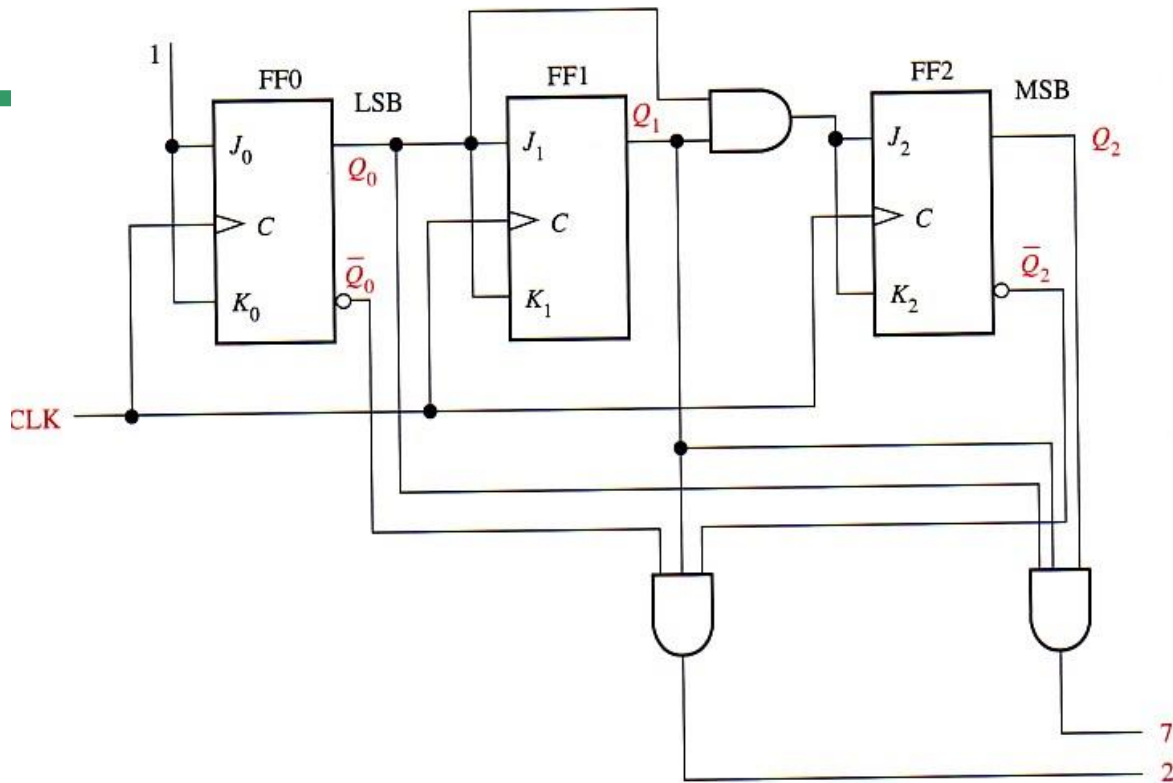 1
FF0
LSB
FF1
FF2
MSB
J₀
Q₀
J₁
Q₁
J₂
Q₂
C
C
C
K₀
Q̅₀
K₁
K₂
Q̅₂
CLK
7
2